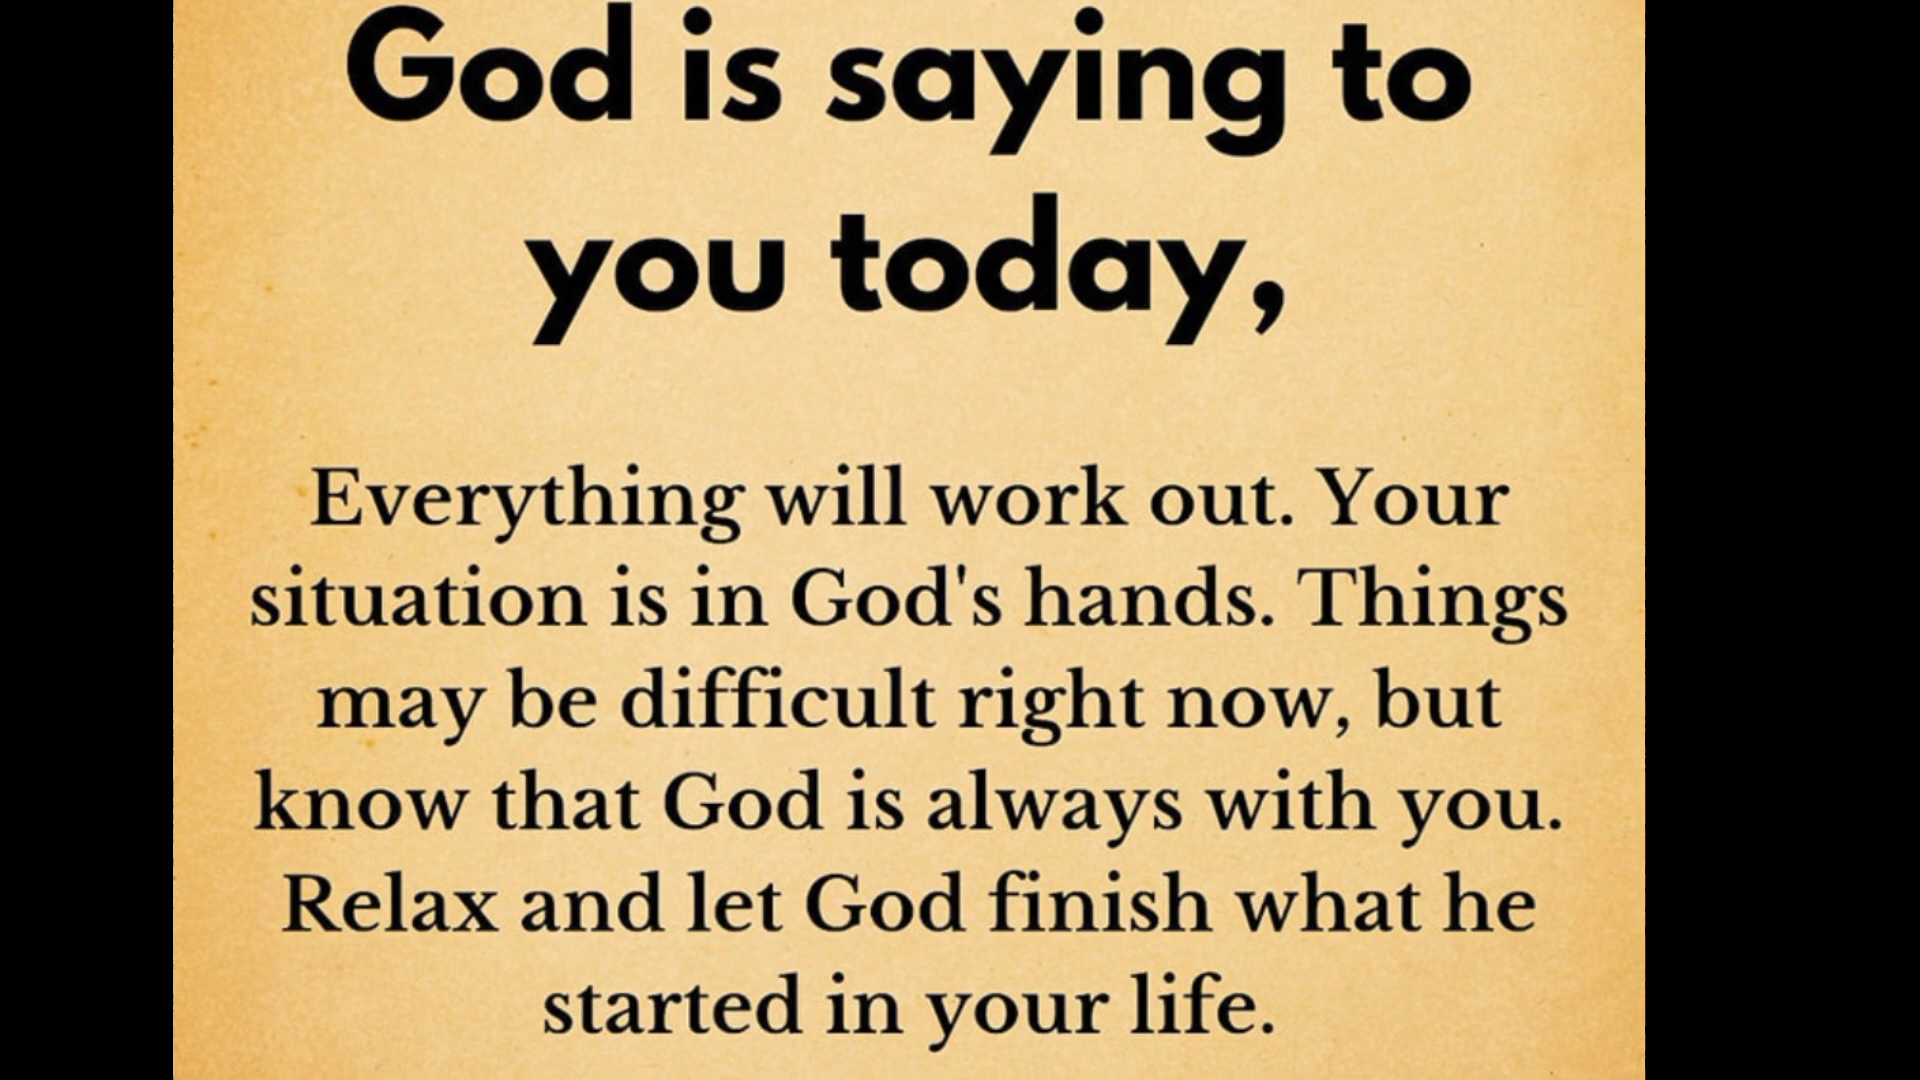 God is saying to
you today,
Everything will work out. Your
situation is in God's hands. Things
may be difficult right now, but
know that God is always with you.
Relax and let God finish what he
started in your life.